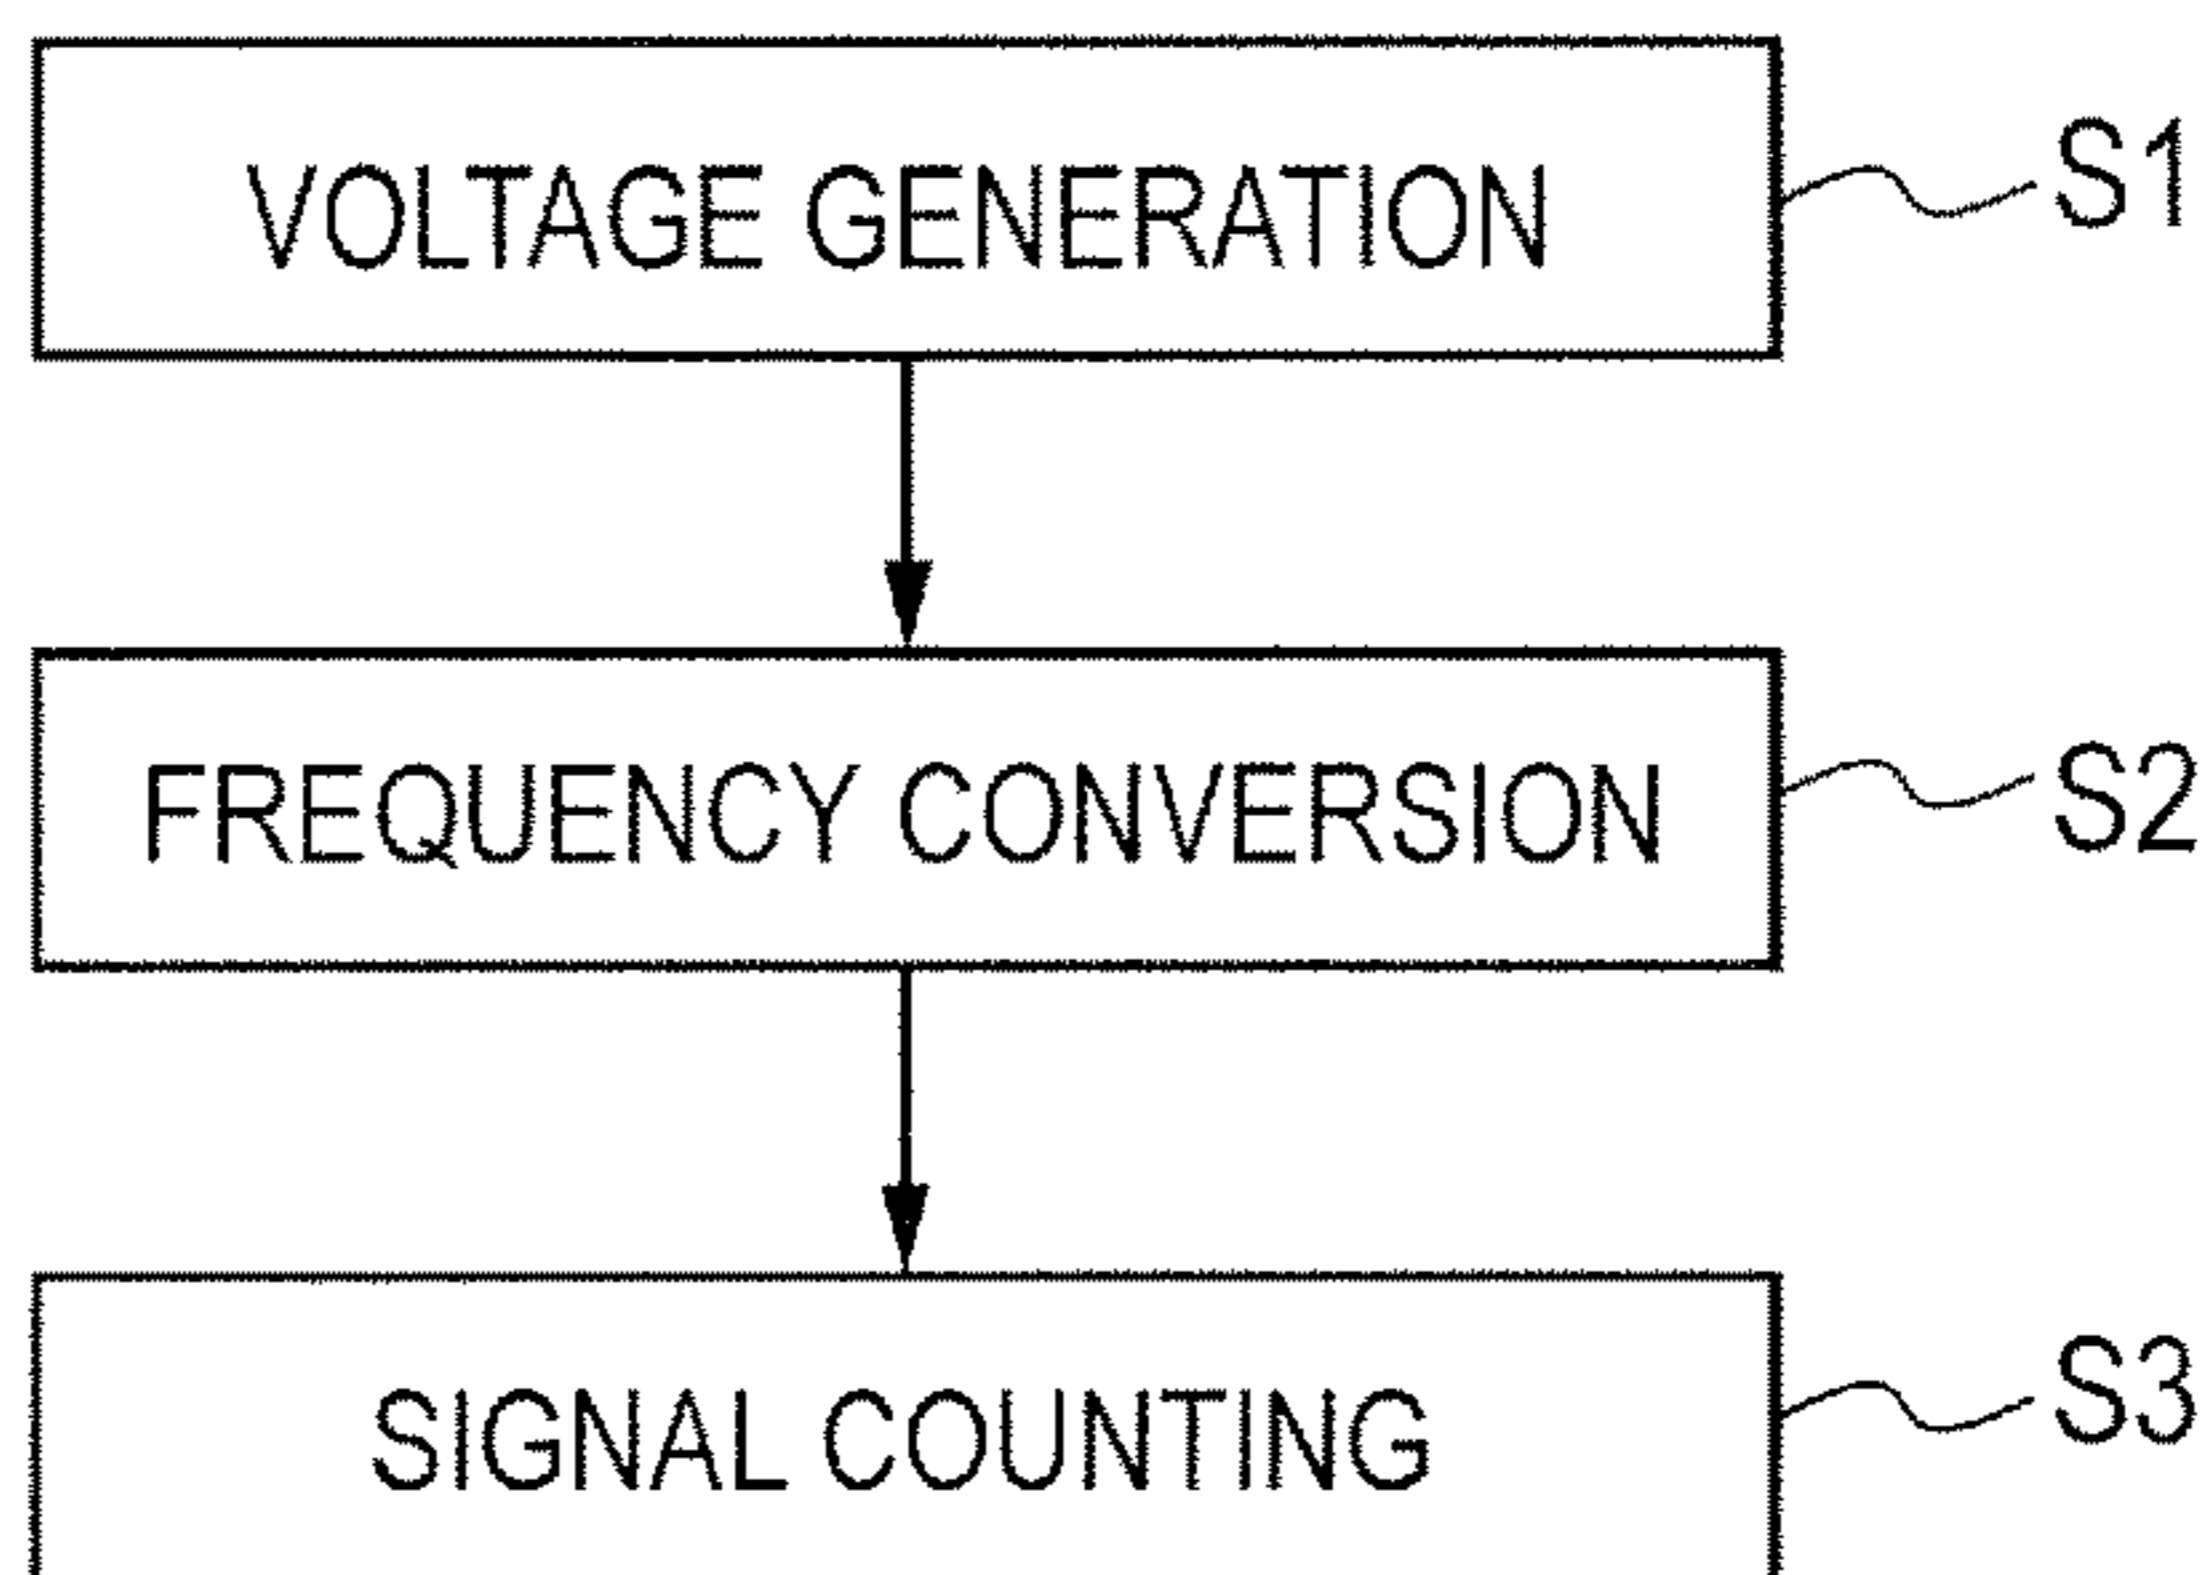 VOLTAGE GENERATION
S1
FREQUENCY CONVERSION
S2
SIGNAL COUNTING
S3